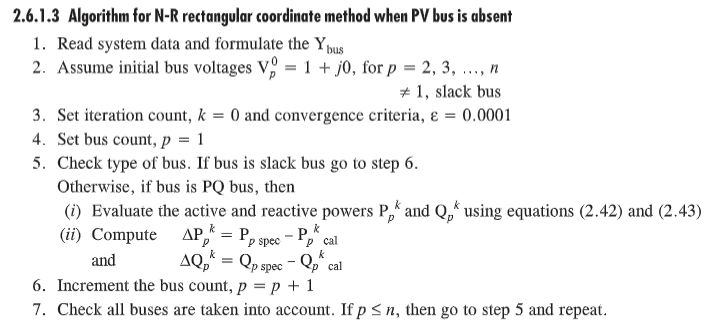 2.6.1.3 Algorithm for N-R rectangular coordinate method when PV bus is absent
1. Read system data and formulate the Y_bus
2. Assume initial bus voltages V_p^0 = 1 + j0, for p = 2, 3, ..., n
≠ 1, slack bus
3. Set iteration count, k = 0 and convergence criteria, ε = 0.0001
4. Set bus count, p = 1
5. Check type of bus. If bus is slack bus go to step 6.
Otherwise, if bus is PQ bus, then
(i) Evaluate the active and reactive powers P_p^k and Q_p^k using equations (2.42) and (2.43)
(ii) Compute ΔP_p^k = P_p spec − P_p^k cal
and ΔQ_p^k = Q_p spec − Q_p^k cal
6. Increment the bus count, p = p + 1
7. Check all buses are taken into account. If p ≤ n, then go to step 5 and repeat.